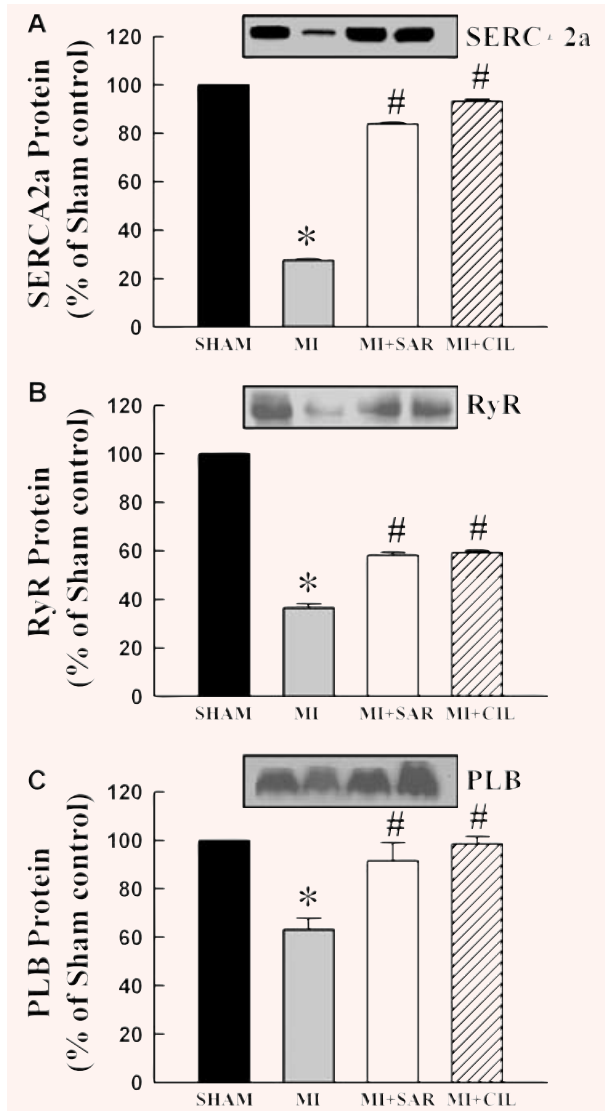 A
SERC 2a
SERCA2a Protein
(% of Sham control)
120
100
80
60
40
20
0
*
#
#
SHAM MI MI+SAR MI+CIL
B
RyR
RyR Protein
(% of Sham control)
120
100
80
60
40
20
0
*
#
#
SHAM MI MI+SAR MI+CIL
C
PLB
PLB Protein
(% of Sham control)
120
100
80
60
40
20
0
*
#
#
SHAM MI MI+SAR MI+CIL